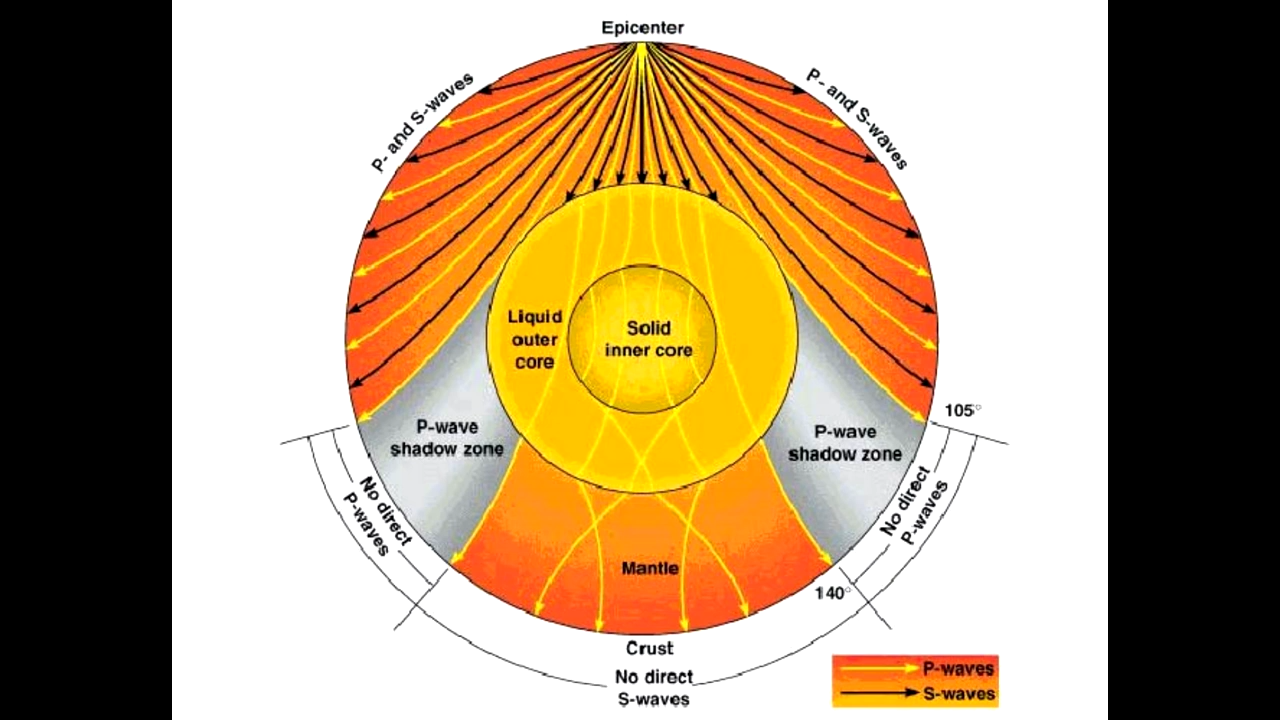 Epicenter
P- and S-waves
P- and S-waves
Liquid
outer
core
Solid
inner core
P-wave
shadow zone
P-wave
shadow zone
105°
No direct
P-waves
No direct
P-waves
Mantle
140°
Crust
No direct
S-waves
P-waves
S-waves